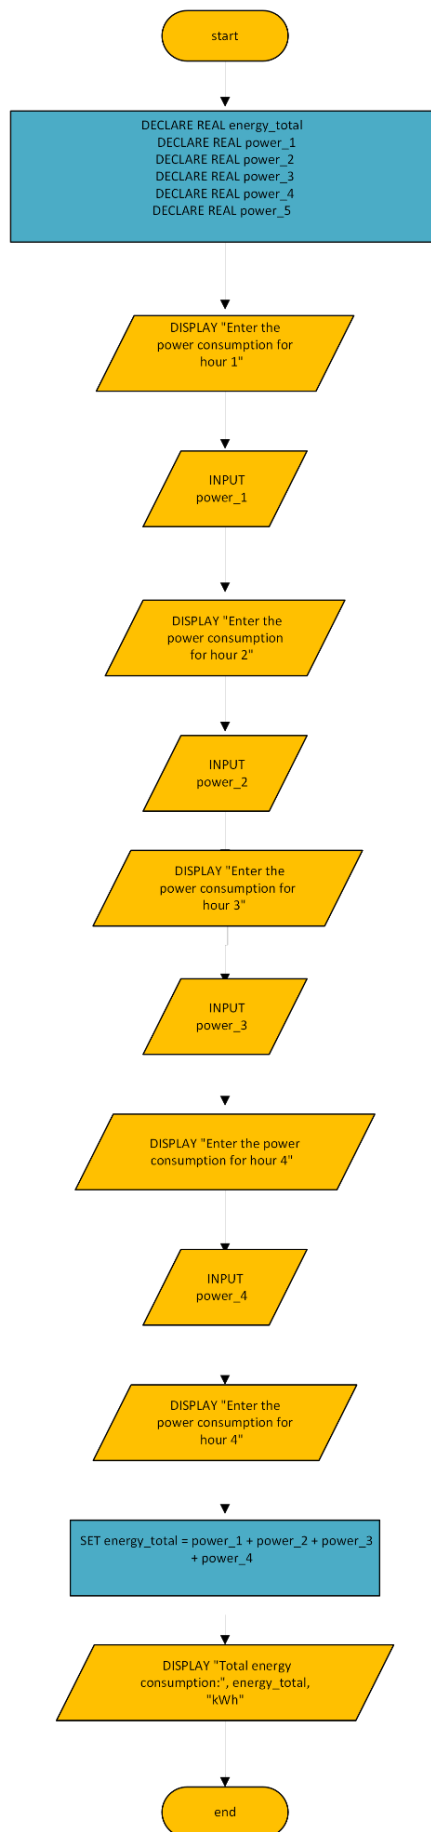 start
DECLARE REAL energy_total
DECLARE REAL power_1
DECLARE REAL power_2
DECLARE REAL power_3
DECLARE REAL power_4
DECLARE REAL power_5
DISPLAY "Enter the
power consumption for
hour 1"
INPUT
power_1
DISPLAY "Enter the
power consumption
for hour 2"
INPUT
power_2
DISPLAY "Enter the
power consumption for
hour 3"
INPUT
power_3
DISPLAY "Enter the power
consumption for hour 4"
INPUT
power_4
DISPLAY "Enter the
power consumption for
hour 4"
SET energy_total = power_1 + power_2 + power_3
+ power_4
DISPLAY "Total energy
consumption:", energy_total,
"kWh"
end